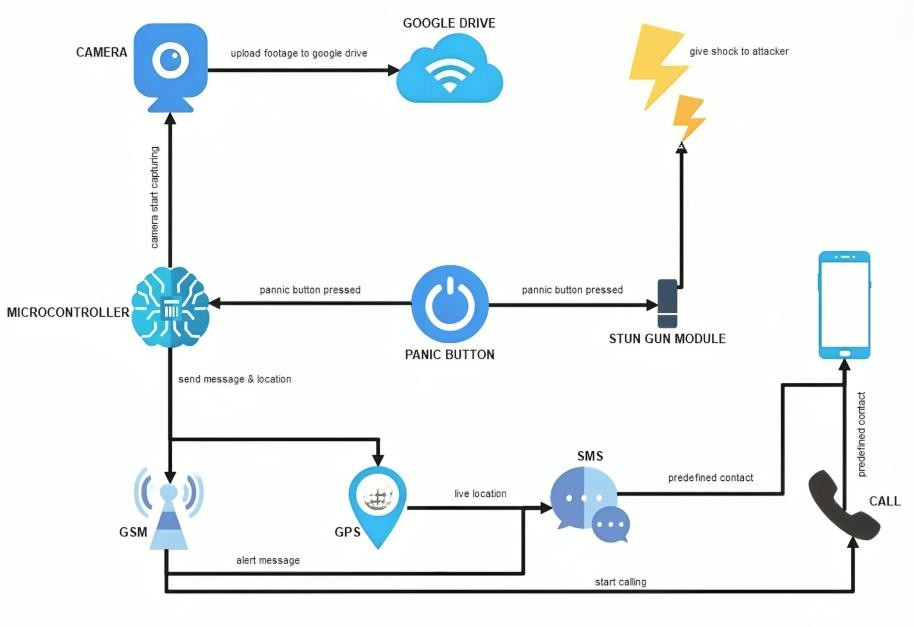 GOOGLE DRIVE
CAMERA
upload footage to google drive
give shock to attacker
camera start capturing
MICROCONTROLLER
pannic button pressed
pannic button pressed
PANIC BUTTON
STUN GUN MODULE
send message & location
predefined contact
SMS
predefined contact
live location
CALL
GSM
GPS
alert message
start calling